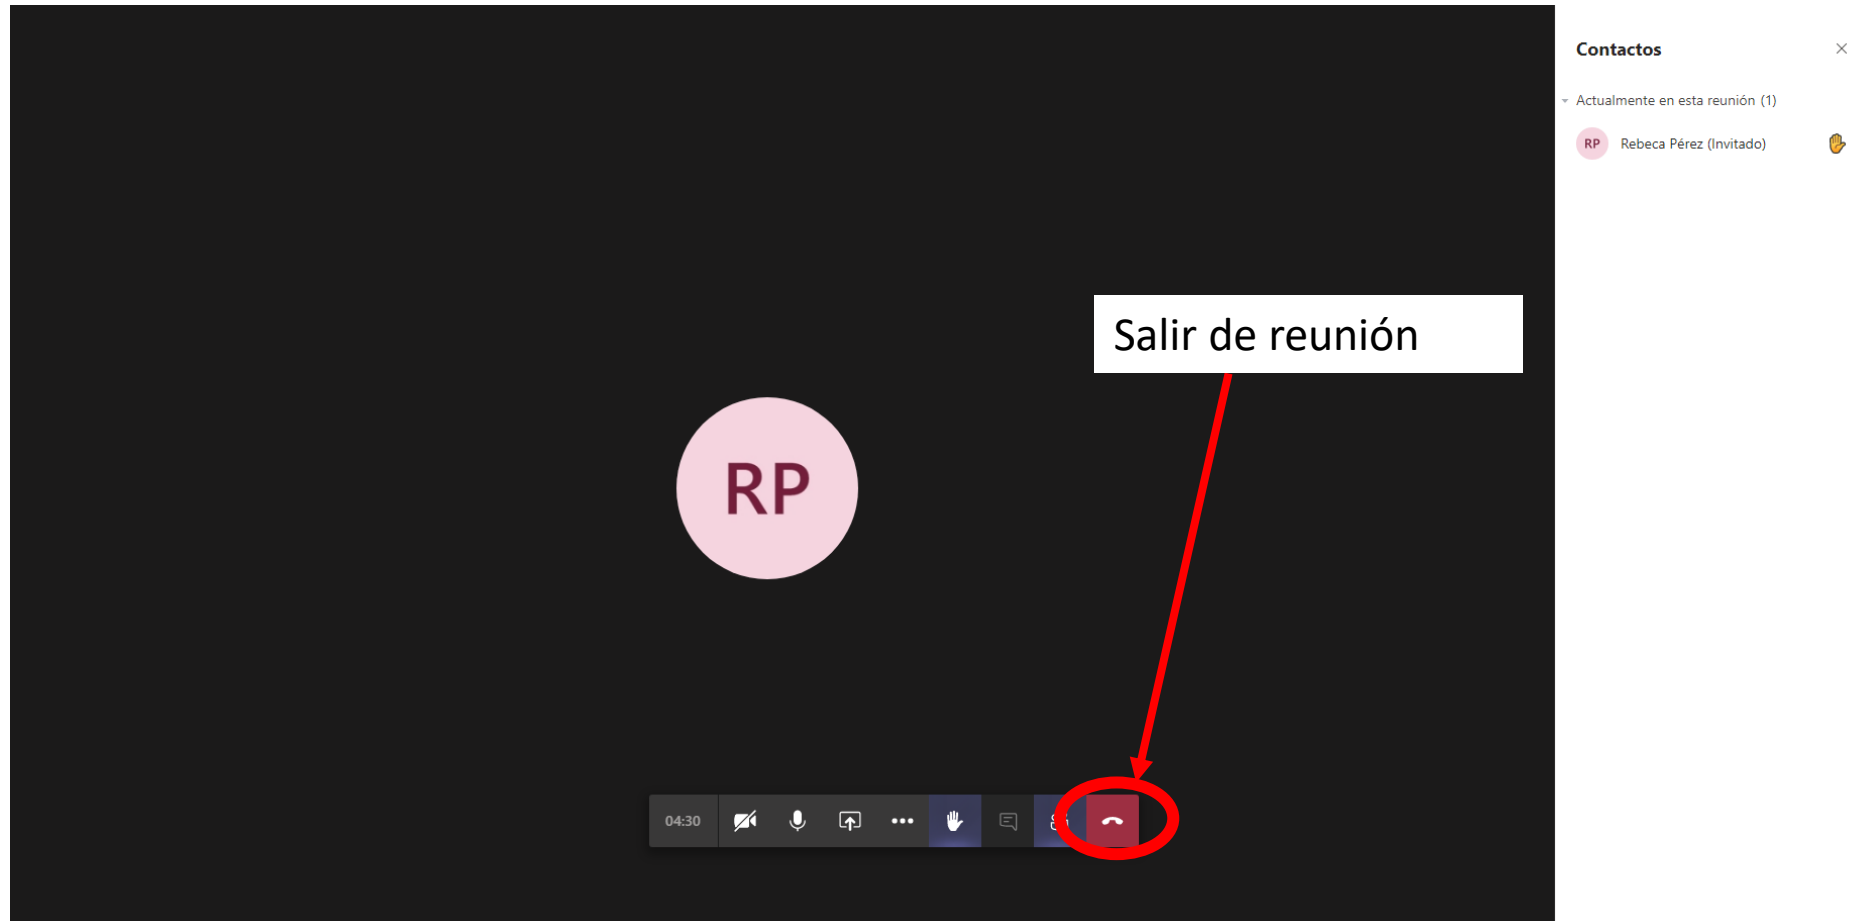 Contactos
Actualmente en esta reunión (1)
RP Rebeca Pérez (Invitado)
Salir de reunión
RP
04:30